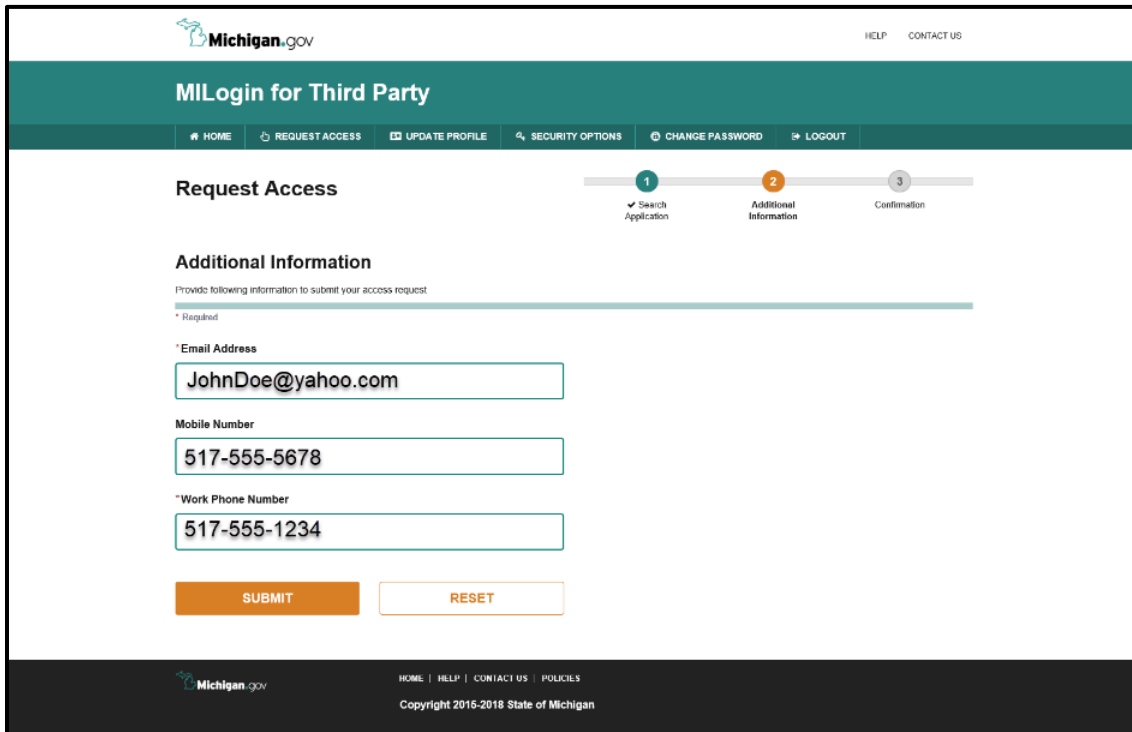 Michigan.gov
HELP CONTACT US
MILogin for Third Party
HOME REQUEST ACCESS UPDATE PROFILE SECURITY OPTIONS CHANGE PASSWORD LOGOUT
Request Access
1 2 3
Search Application
Additional Information
Confirmation
Additional Information
Provide following information to submit your access request
* Required
*Email Address
JohnDoe@yahoo.com
Mobile Number
517-555-5678
*Work Phone Number
517-555-1234
SUBMIT RESET
Michigan.gov
HOME | HELP | CONTACT US | POLICIES
Copyright 2015-2018 State of Michigan